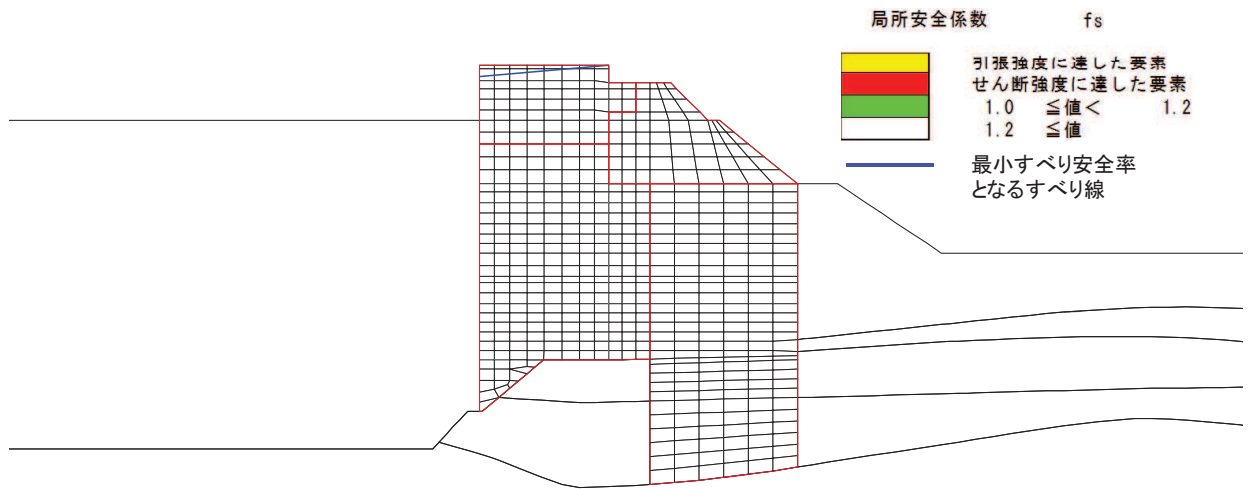 局所安全係数 fs
引張強度に達した要素
せん断強度に達した要素
1.0 ≦値< 1.2
1.2 ≦値
最小すべり安全率
となるすべり線